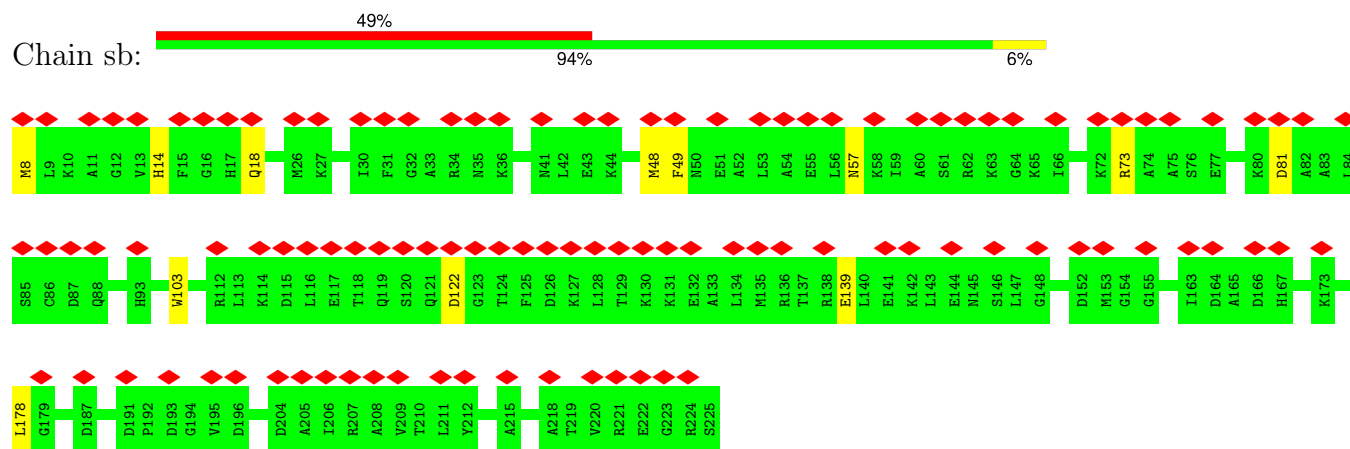 49%
Chain sb:
94% 6%
M8 L9 K10 A11 G12 V13 H14 F15 G16 H17 Q18 M26 K27 I30 F31 G32 A33 R34 N35 K36 N41 L42 E43 K44 M48 F49 N50 E51 A52 L53 A54 E55 L56 N57 K58 I59 A60 S61 R62 K63 G64 K65 I66 K72 R73 A74 A75 S76 E77 K80 D81 A82 A83 L84
S85 C86 D87 Q88 H93 W103 R112 L113 K114 D115 L116 E117 T118 Q119 S120 Q121 D122 G123 T124 F125 D126 K127 L128 T129 K130 K131 E132 A133 L134 M135 R136 T137 R138 E139 L140 E141 K142 L143 E144 N145 S146 L147 G148 D152 M153 G154 G155 I163 D164 A165 D166 H167 K173
L178 G179 D187 D191 P192 D193 G194 V195 D196 D204 A205 I206 R207 A208 V209 T210 L211 Y212 A215 A218 T219 V220 R221 E222 G223 R224 S225